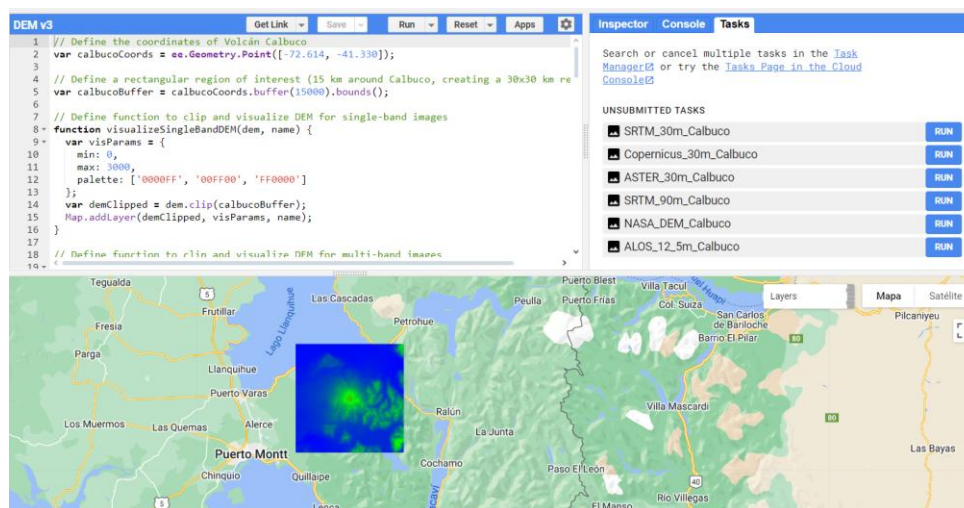 DEM v3
Get Link
Save
Run
Reset
Apps
1 // Define the coordinates of Volcán Calbuco
2 var calbucoCoords = ee.Geometry.Point([-72.614, -41.330]);
3
4 // Define a rectangular region of interest (15 km around Calbuco, creating a 30x30 km re
5 var calbucoBuffer = calbucoCoords.buffer(15000).bounds();
6
7 // Define function to clip and visualize DEM for single-band images
8 function visualizeSingleBandDEM(dem, name) {
9 var visParams = {
10 min: 0,
11 max: 3000,
12 palette: ['0000FF', '00FF00', 'FF0000']
13 };
14 var demClipped = dem.clip(calbucoBuffer);
15 Map.addLayer(demClipped, visParams, name);
16 }
17
18 // Define function to clip and visualize DEM for multi-band images
19
Inspector
Console
Tasks
Search or cancel multiple tasks in the Task
Manager or try the Tasks Page in the Cloud
Console
UNSUBMITTED TASKS
SRTM_30m_Calbuco RUN
Copernicus_30m_Calbuco RUN
ASTER_30m_Calbuco RUN
SRTM_90m_Calbuco RUN
NASA_DEM_Calbuco RUN
ALOS_12_5m_Calbuco RUN
Layers
Mapa
Satélite
Tegualda
5
Frutillar
Fresia
Parga
Lago Llanquihue
Las Cascadas
Petrohue
Peulla
Puerto Blest
Puerto Frías
Villa Tacul
Col. Suiza
San Carlos
de Bariloche
Barrio El Pilar
80
Pilcaniyeu
Llanquihue
Puerto Varas
Los Muermos
Las Quemas
Alerce
Puerto Montt
Chinquio
Quillaipe
Ralún
La Junta
Cochamo
Paso El León
Villa Mascardi
80
Las Bayas
40
Río Villegas
El Manso
5